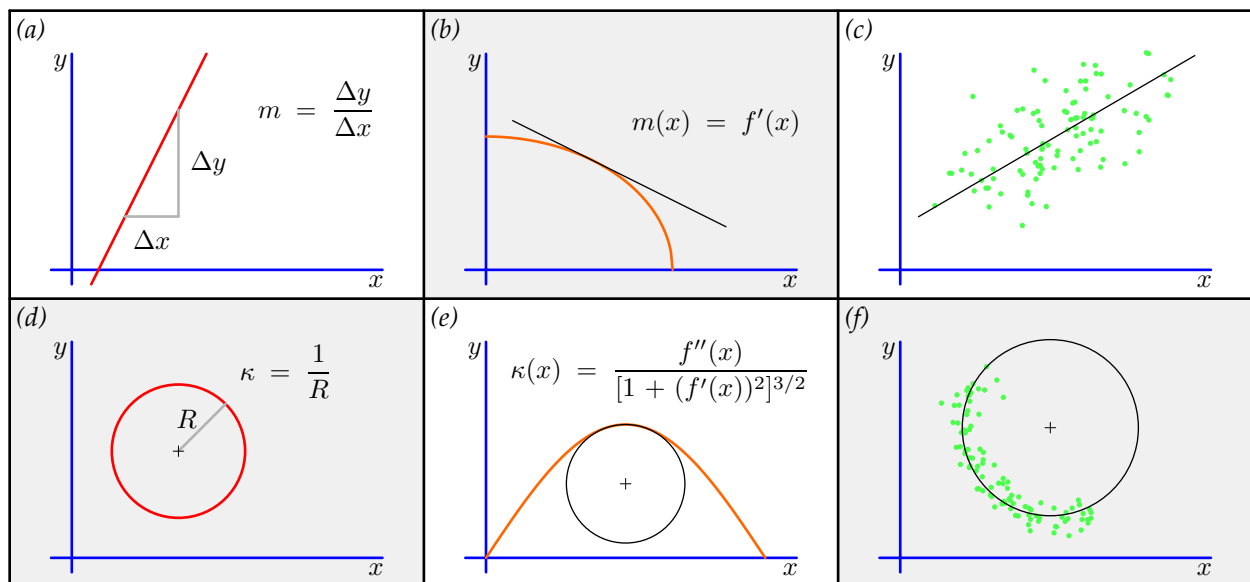 (a)
y
m = Δy/Δx
Δy
Δx
x
(b)
y
m(x) = f′(x)
x
(c)
y
x
(d)
y
κ = 1/R
R
x
(e)
y
κ(x) = f′′(x)/[1 + (f′(x))²]³/²
x
(f)
y
x